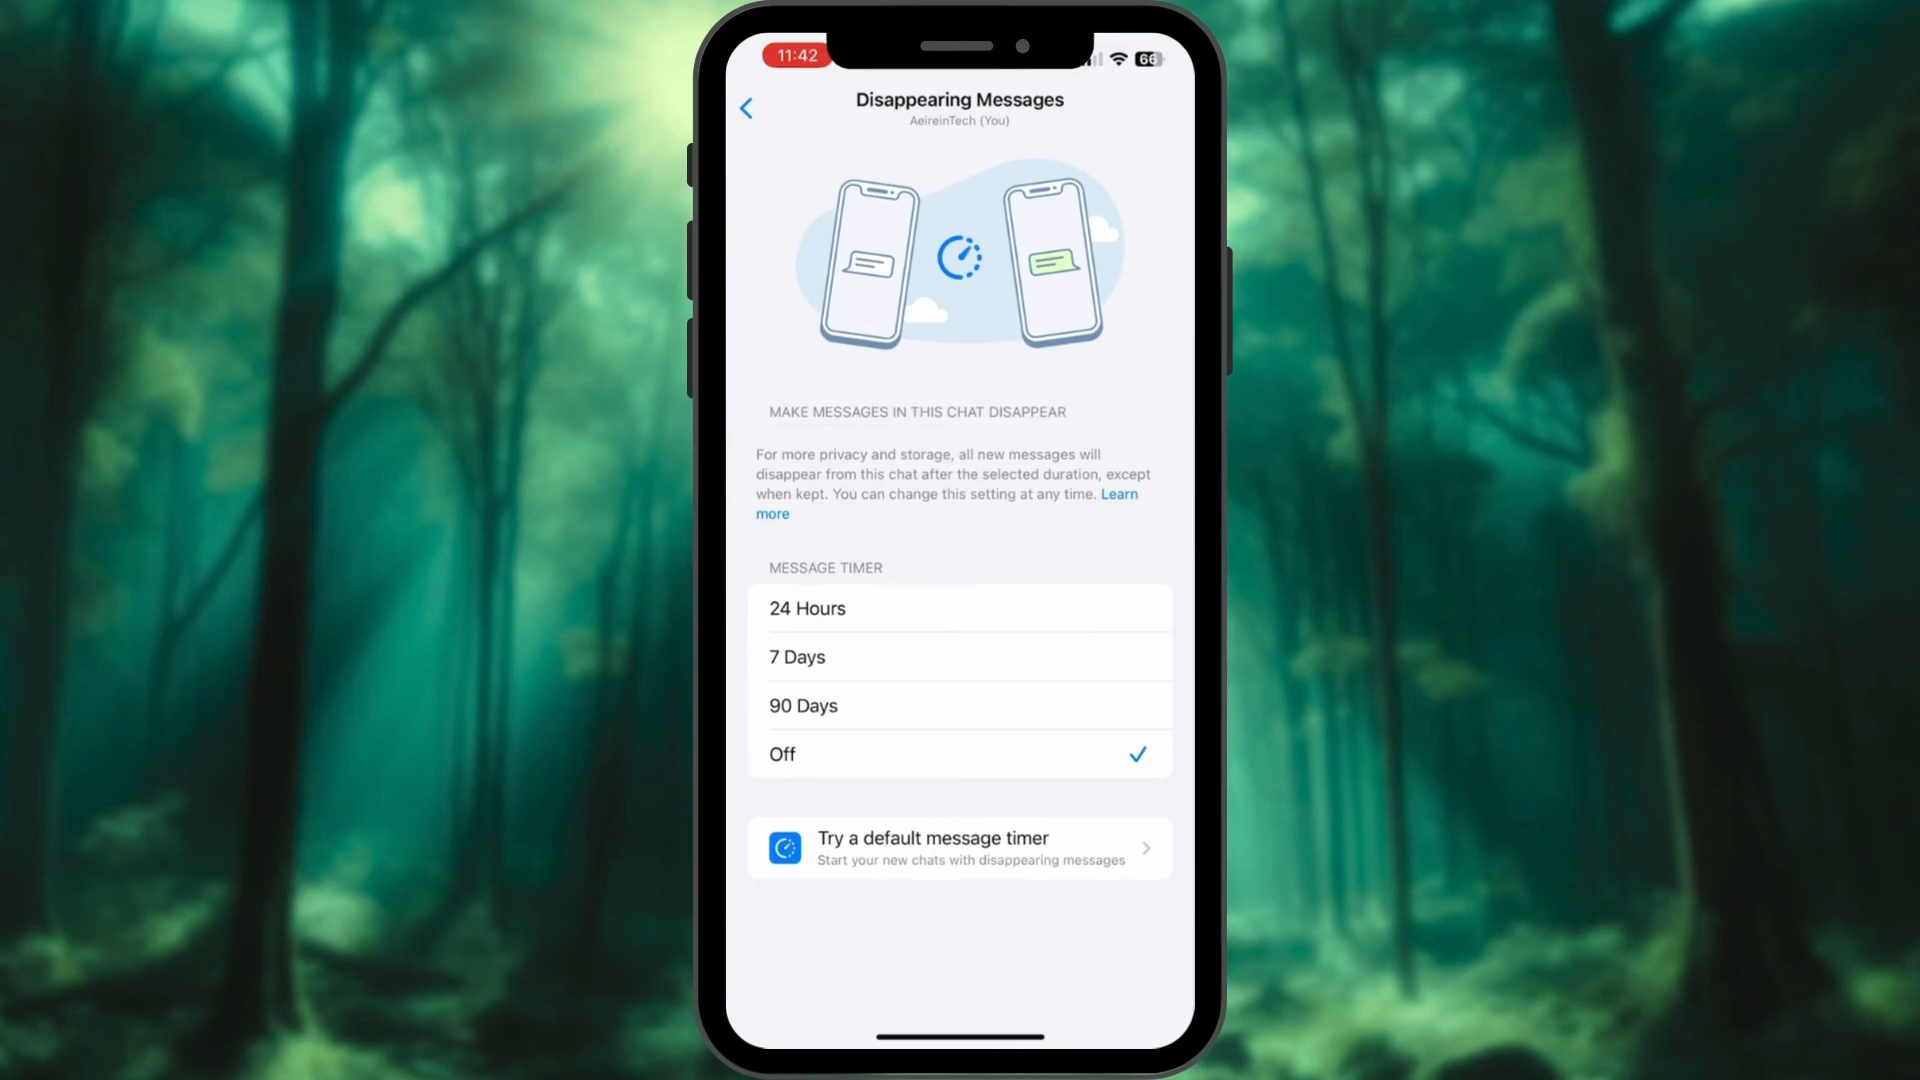 11:42
66
Disappearing Messages
AeireinTech (You)
MAKE MESSAGES IN THIS CHAT DISAPPEAR
For more privacy and storage, all new messages will
disappear from this chat after the selected duration, except
when kept. You can change this setting at any time. Learn
more
MESSAGE TIMER
24 Hours
7 Days
90 Days
Off
Try a default message timer
Start your new chats with disappearing messages